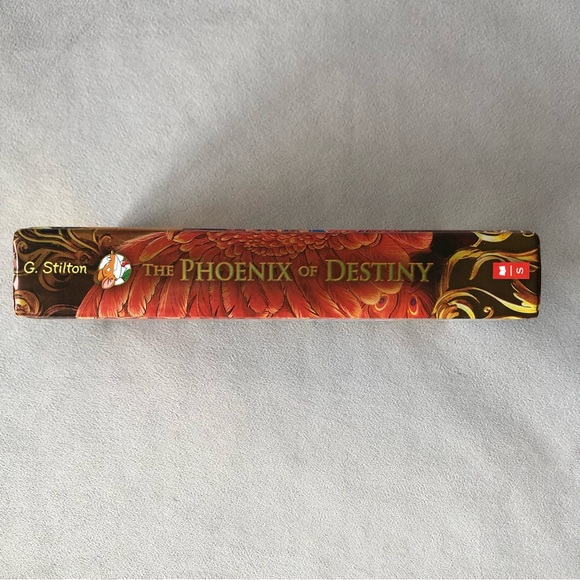 G. Stilton
THE PHOENIX OF DESTINY
S